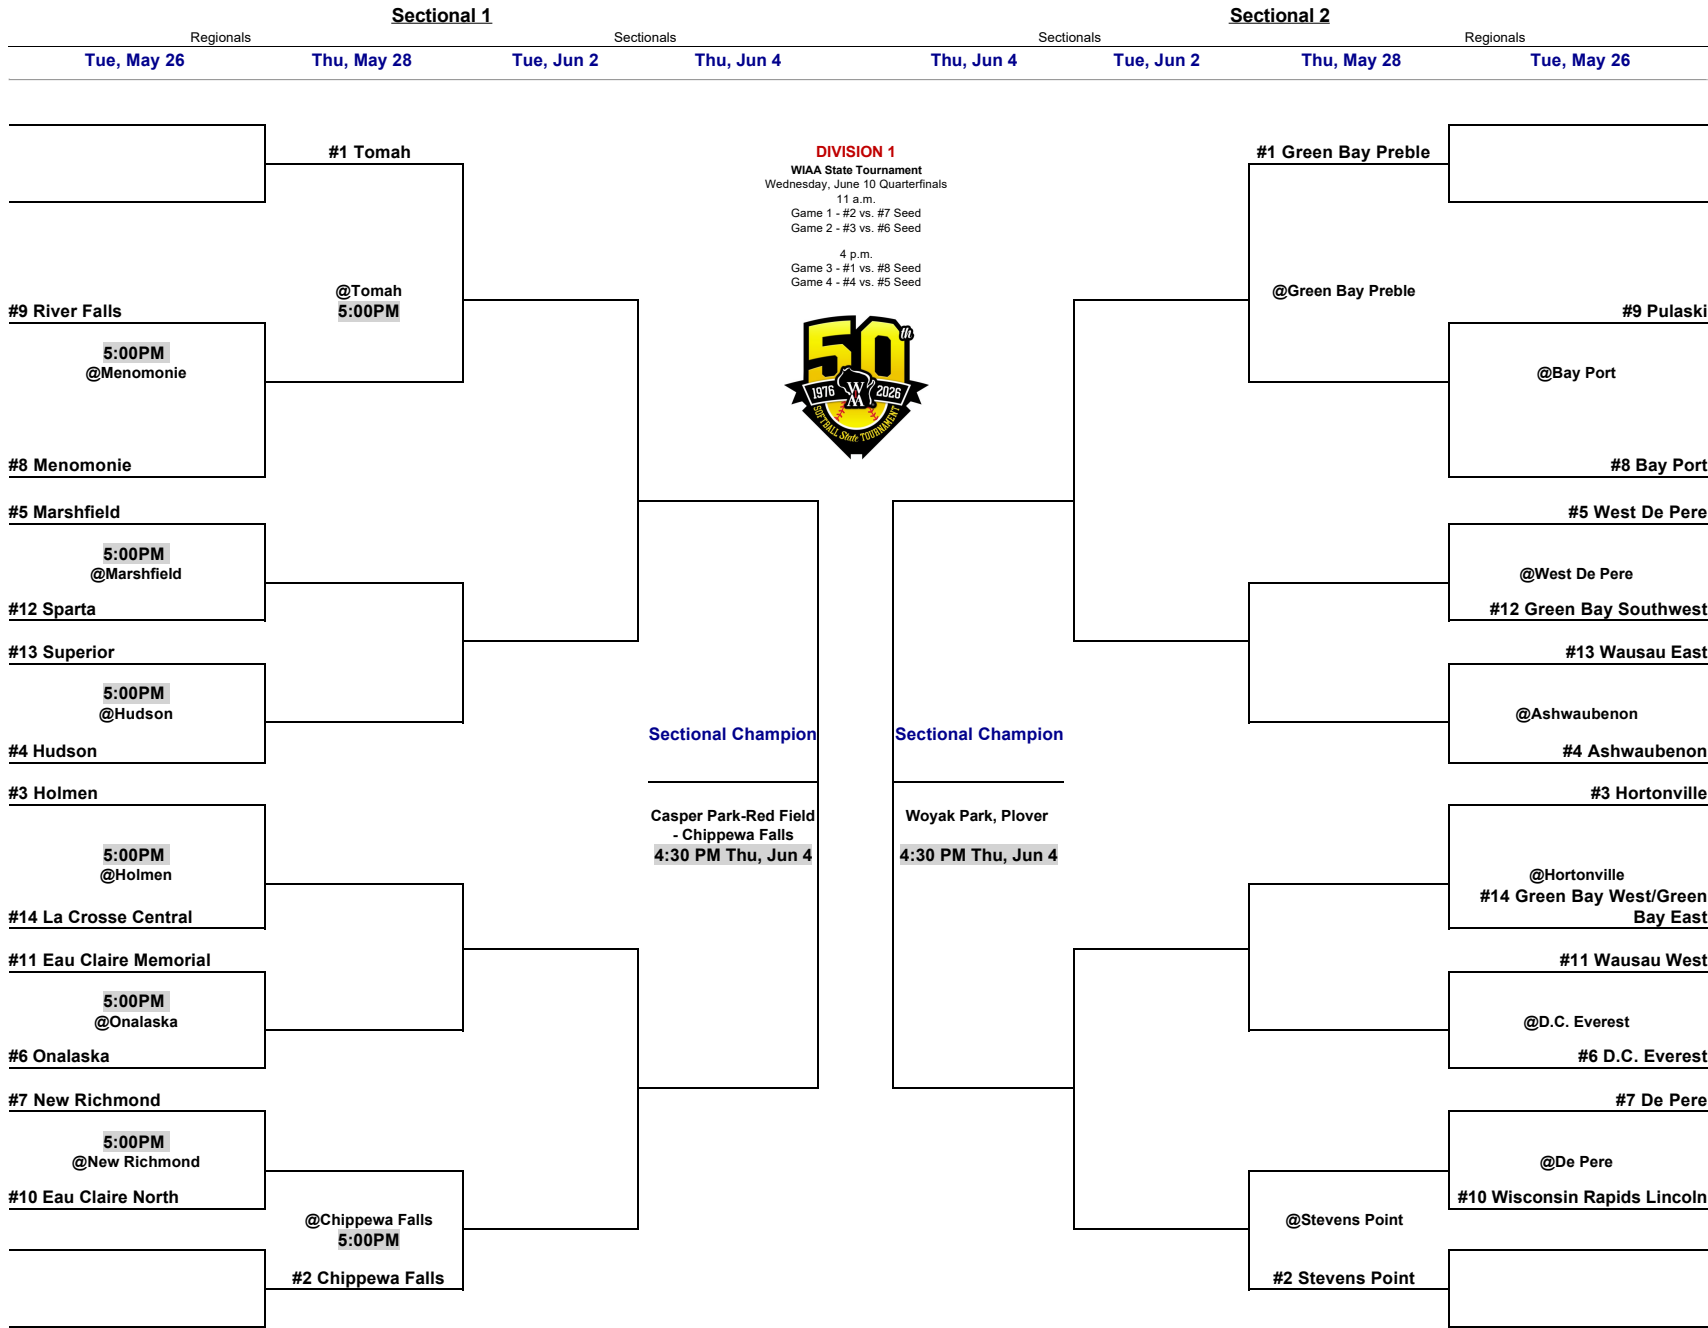 Sectional 1
Sectional 2
Regionals
Sectionals
Sectionals
Regionals
Tue, May 26
Thu, May 28
Tue, Jun 2
Thu, Jun 4
Thu, Jun 4
Tue, Jun 2
Thu, May 28
Tue, May 26
#1 Tomah
@Tomah
5:00PM
#9 River Falls
5:00PM
@Menomonie
#8 Menomonie
#5 Marshfield
5:00PM
@Marshfield
#12 Sparta
#13 Superior
5:00PM
@Hudson
#4 Hudson
#3 Holmen
5:00PM
@Holmen
#14 La Crosse Central
#11 Eau Claire Memorial
5:00PM
@Onalaska
#6 Onalaska
#7 New Richmond
5:00PM
@New Richmond
#10 Eau Claire North
@Chippewa Falls
5:00PM
#2 Chippewa Falls
DIVISION 1
WIAA State Tournament
Wednesday, June 10 Quarterfinals
11 a.m.
Game 1 - #2 vs. #7 Seed
Game 2 - #3 vs. #6 Seed
4 p.m.
Game 3 - #1 vs. #8 Seed
Game 4 - #4 vs. #5 Seed
50th
1976 WIAA 2026
SOFTBALL State TOURNAMENT
Sectional Champion
Casper Park-Red Field
- Chippewa Falls
4:30 PM Thu, Jun 4
Sectional Champion
Woyak Park, Plover
4:30 PM Thu, Jun 4
#1 Green Bay Preble
@Green Bay Preble
#9 Pulaski
@Bay Port
#8 Bay Port
#5 West De Pere
@West De Pere
#12 Green Bay Southwest
#13 Wausau East
@Ashwaubenon
#4 Ashwaubenon
#3 Hortonville
@Hortonville
#14 Green Bay West/Green
Bay East
#11 Wausau West
@D.C. Everest
#6 D.C. Everest
#7 De Pere
@De Pere
#10 Wisconsin Rapids Lincoln
@Stevens Point
#2 Stevens Point